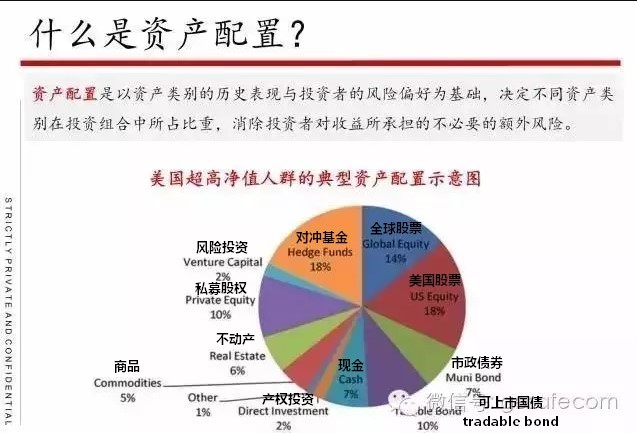 什么是资产配置?
资产配置是以资产类别的历史表现与投资者的风险偏好为基础，决定不同资产类
别在投资组合中所占比重，消除投资者对收益所承担的不必要的额外风险。
美国超高净值人群的典型资产配置示意图
STRICTLY PRIVATE AND CONFIDENTIAL
对冲基金
Hedge Funds
18%
全球股票
Global Equity
14%
风险投资
Venture Capital
2%
美国股票
US Equity
18%
私募股权
Private Equity
10%
不动产
Real Estate
6%
市政债券
Muni Bond
7%
商品
Commodities
5%
现金
Cash
7%
Other
1%
产权投资
Direct Investment
2%
可上市国债
Bond
10%
tradable bond
微信号